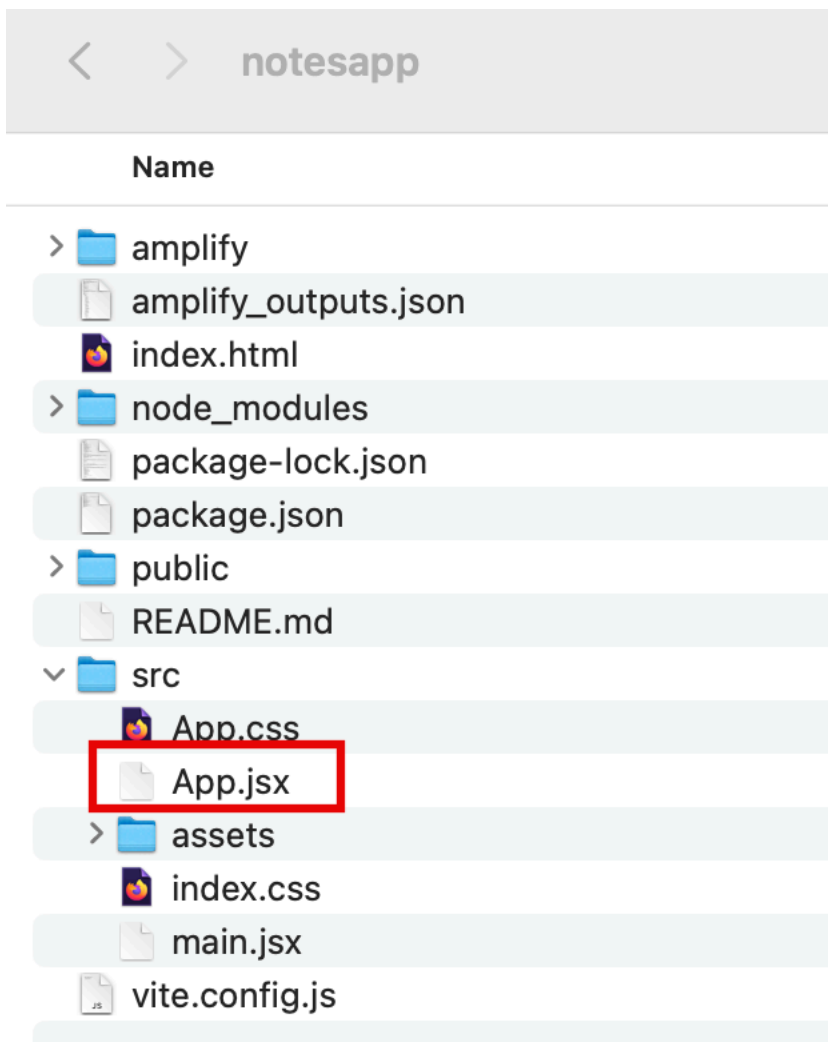 notesapp
Name
amplify
amplify_outputs.json
index.html
node_modules
package-lock.json
package.json
public
README.md
src
App.css
App.jsx
assets
index.css
main.jsx
JS vite.config.js